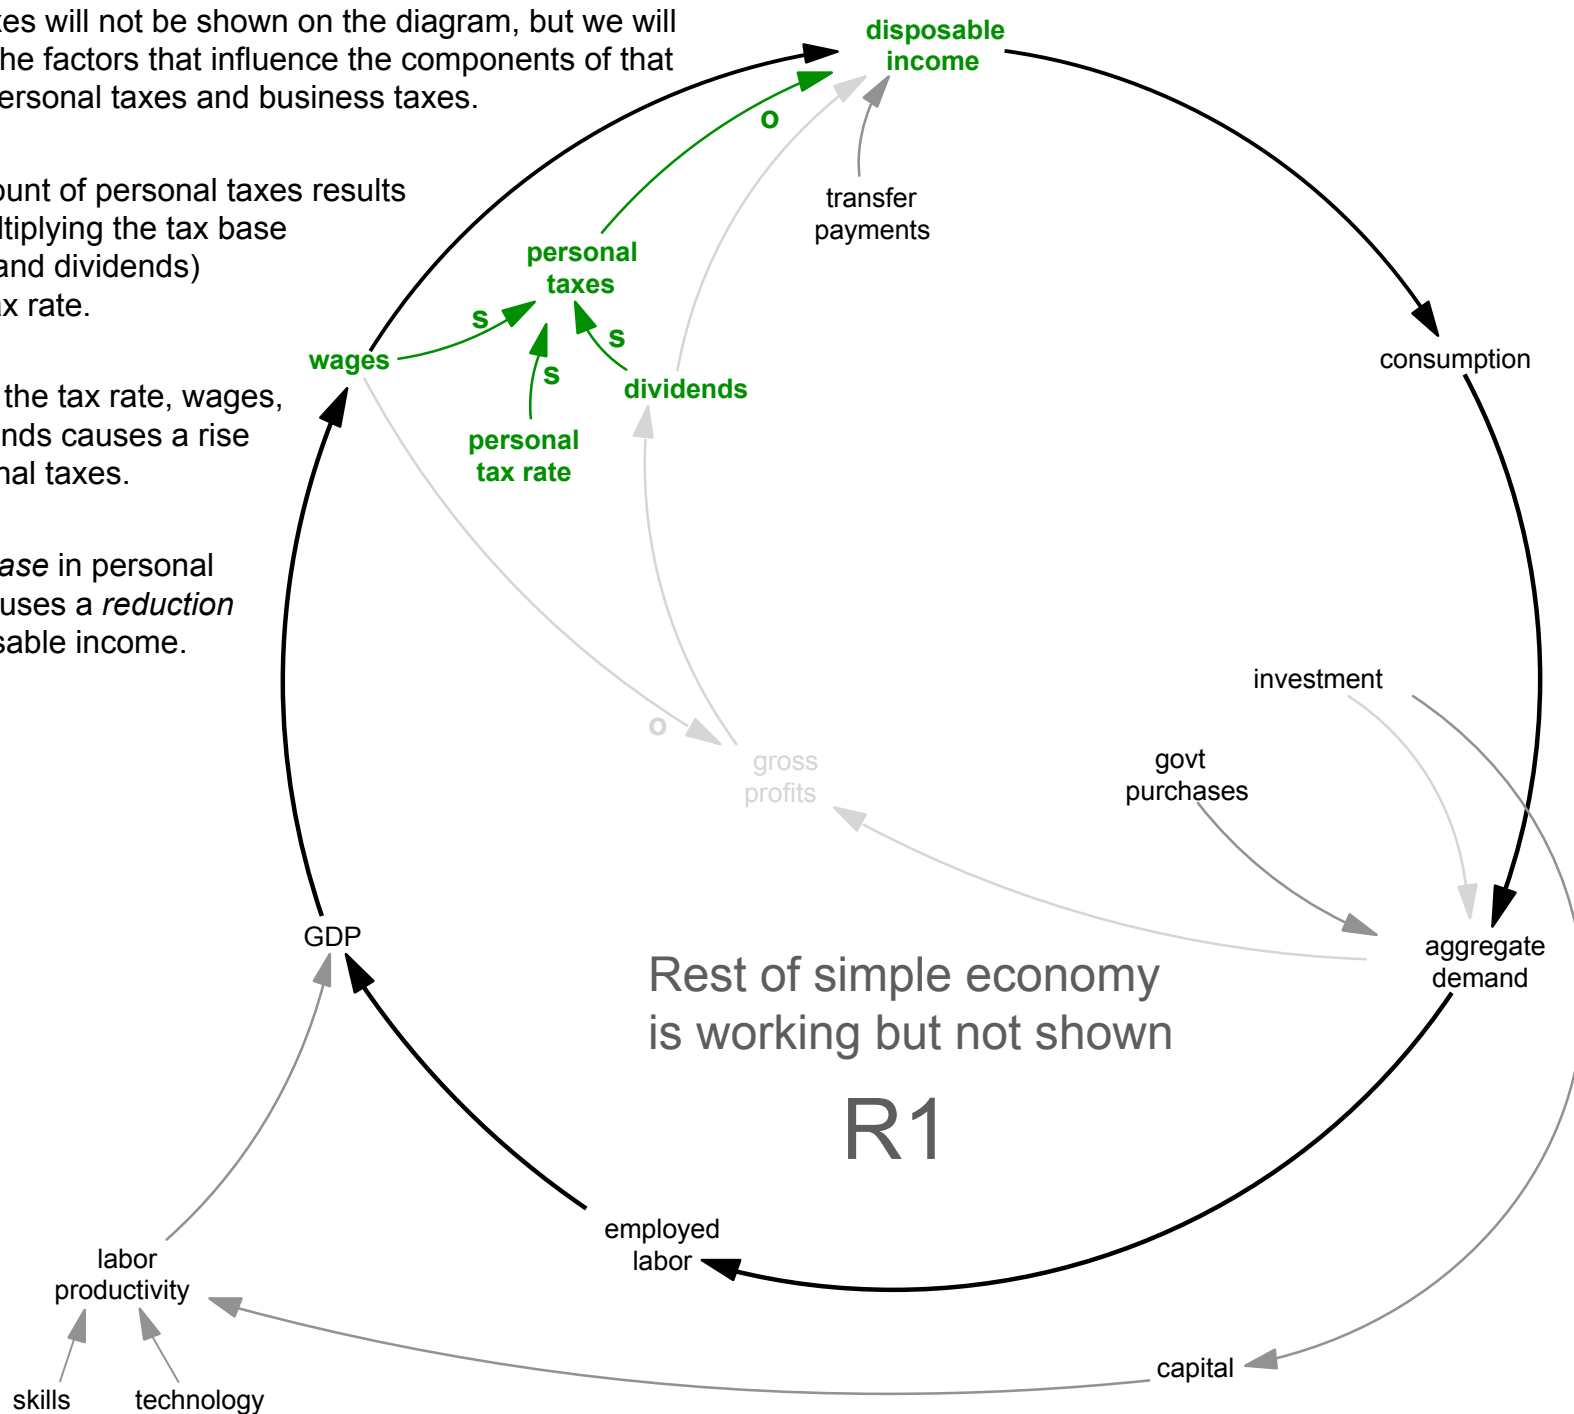 xes will not be shown on the diagram, but we will
he factors that influence the components of that
ersonal taxes and business taxes.
ount of personal taxes results
ltiplying the tax base
and dividends)
ax rate.
the tax rate, wages,
nds causes a rise
nal taxes.
ase in personal
uses a reduction
sable income.
disposable
income
o
transfer
payments
personal
taxes
s
s
s
wages
dividends
personal
tax rate
consumption
investment
o
gross
profits
govt
purchases
GDP
aggregate
demand
Rest of simple economy
is working but not shown
R1
employed
labor
labor
productivity
capital
skills
technology